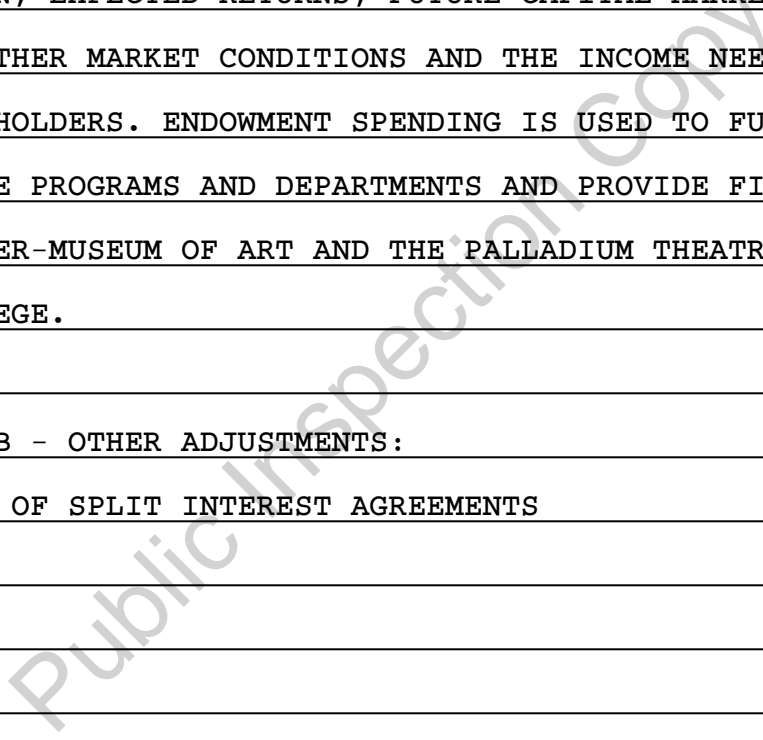 N, EXPECTED RETURNS, FUTURE CAPITAL MARKE
THER MARKET CONDITIONS AND THE INCOME NEE
HOLDERS. ENDOWMENT SPENDING IS USED TO FU
E PROGRAMS AND DEPARTMENTS AND PROVIDE FI
ER-MUSEUM OF ART AND THE PALLADIUM THEATR
EGE.
B - OTHER ADJUSTMENTS:
OF SPLIT INTEREST AGREEMENTS
Public Inspection Copy